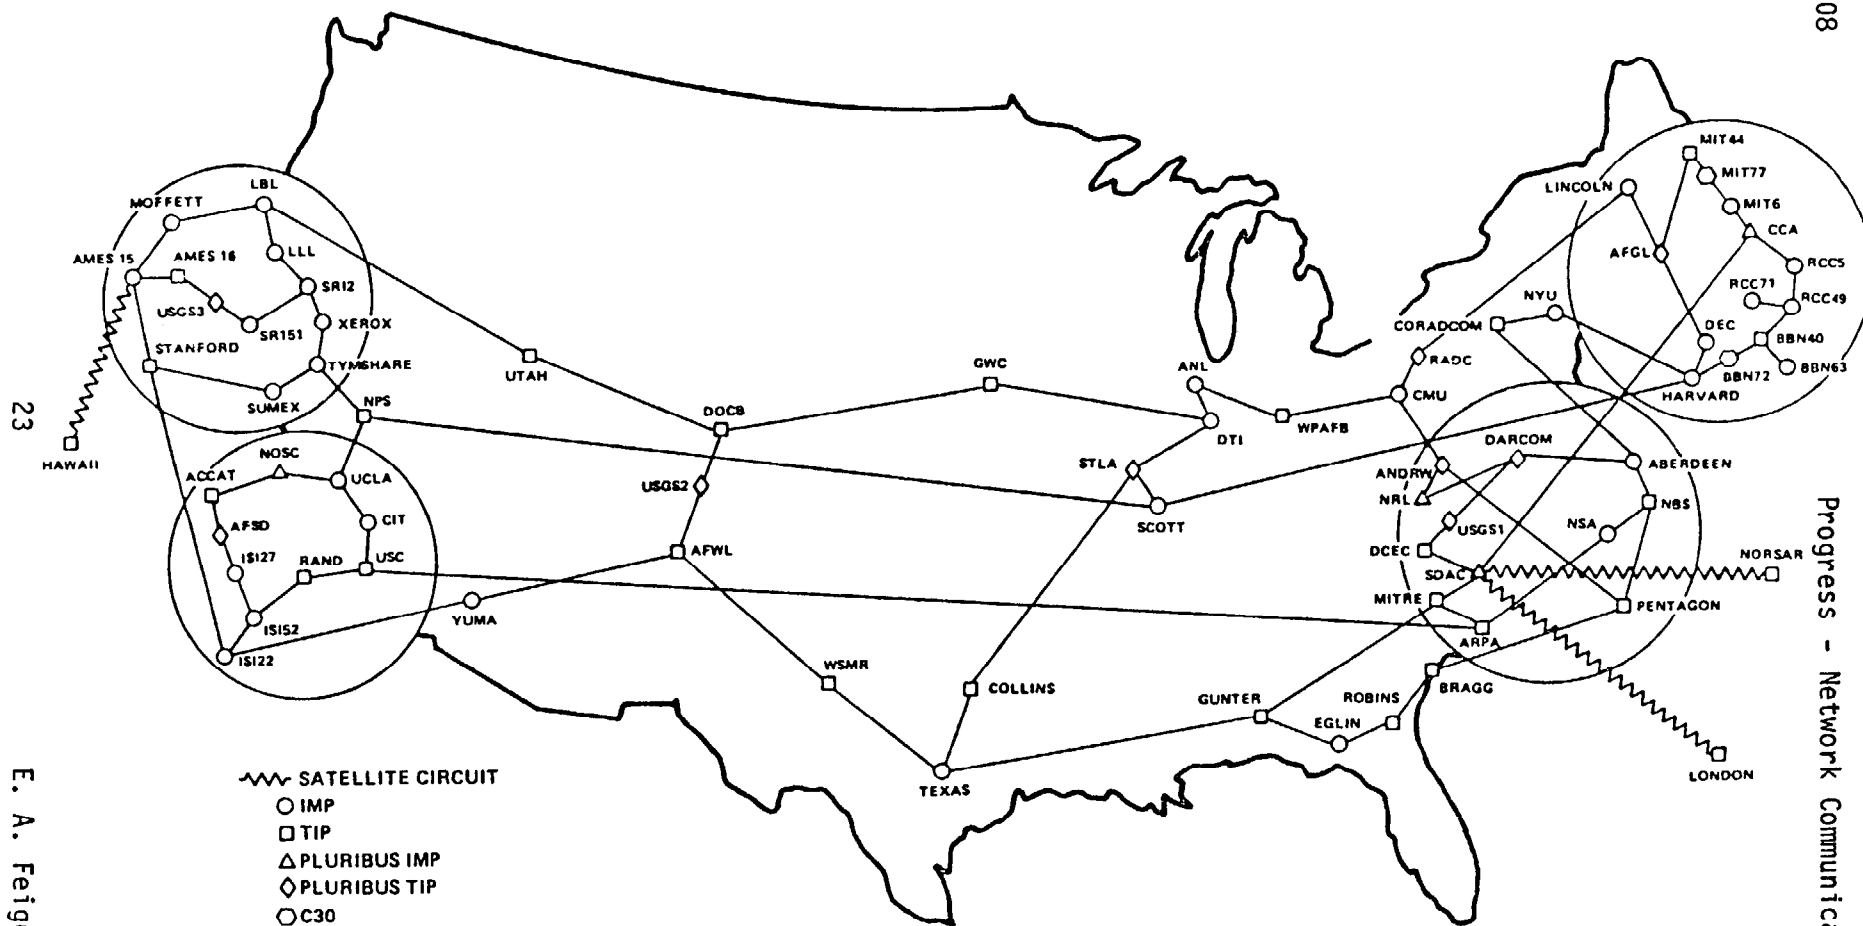 08
Progress - Network Communica
23
E. A. Feig
MOFFETT
LBL
AMES 15
AMES 16
LLL
SRI2
USGS3
SR151
XEROX
STANFORD
TYMSHARE
SUMEX
NPS
HAWAII
NOSC
ACCAT
UCLA
AFSD
CIT
ISI27
RAND
USC
ISI52
ISI22
YUMA
UTAH
DOCB
USGS2
AFWL
GWC
ANL
DTI
WPAFB
STLA
SCOTT
WSMR
COLLINS
TEXAS
GUNTER
EGLIN
ROBINS
BRAGG
MIT44
MIT77
MIT6
CCA
LINCOLN
AFGL
RCC5
RCC71
RCC49
NYU
CORADCOM
DEC
BBN40
RADC
BBN72
BBN63
HARVARD
CMU
DARCOM
ANDRW
ABERDEEN
NRL
NBS
USGS1
NSA
DCEC
SDAC
NORSAR
MITRE
PENTAGON
ARPA
LONDON
SATELLITE CIRCUIT
IMP
TIP
PLURIBUS IMP
PLURIBUS TIP
C30